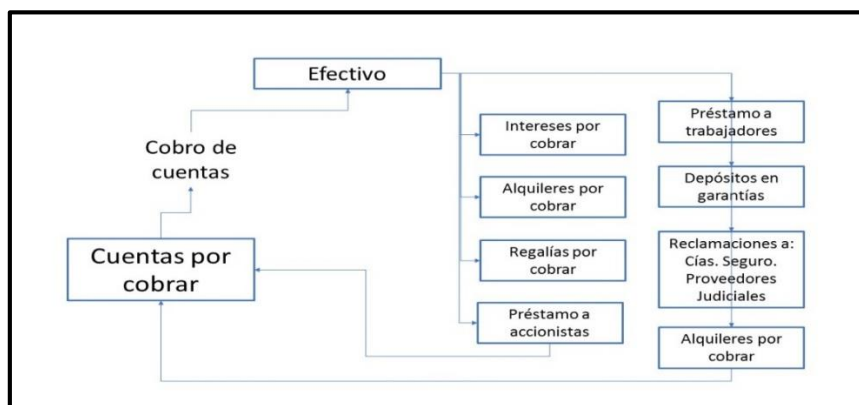 Efectivo
Cobro de
cuentas
Cuentas por
cobrar
Intereses por
cobrar
Alquileres por
cobrar
Regalías por
cobrar
Préstamo a
accionistas
Préstamo a
trabajadores
Depósitos en
garantías
Reclamaciones a:
Cías. Seguro.
Proveedores
Judiciales
Alquileres por
cobrar